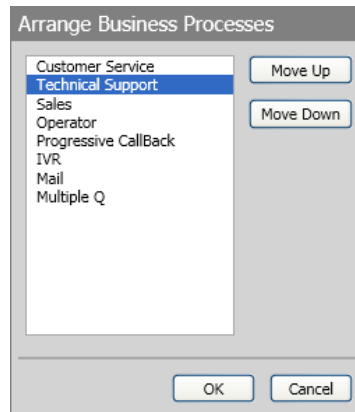 Arrange Business Processes
Customer Service
Technical Support
Sales
Operator
Progressive CallBack
IVR
Mail
Multiple Q
Move Up
Move Down
OK
Cancel